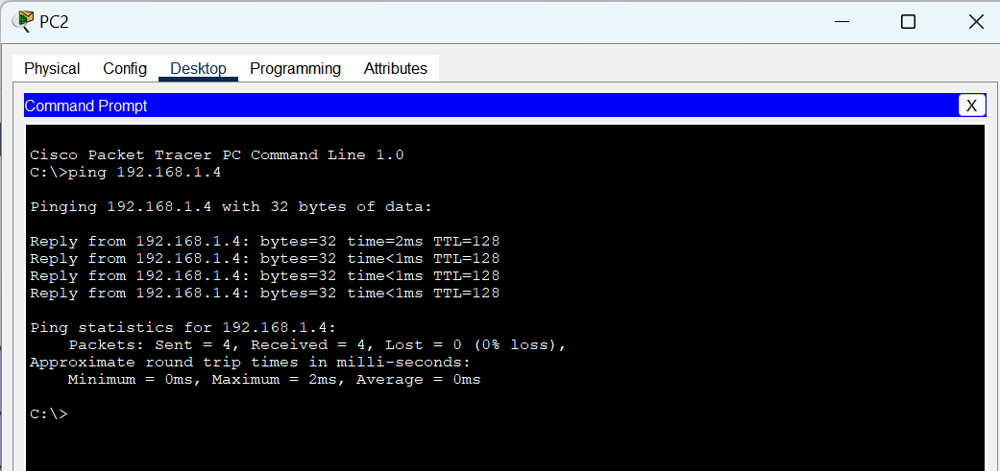 PC2
Physical Config Desktop Programming Attributes
Command Prompt X
Cisco Packet Tracer PC Command Line 1.0
C:\>ping 192.168.1.4
Pinging 192.168.1.4 with 32 bytes of data:
Reply from 192.168.1.4: bytes=32 time=2ms TTL=128
Reply from 192.168.1.4: bytes=32 time<1ms TTL=128
Reply from 192.168.1.4: bytes=32 time<1ms TTL=128
Reply from 192.168.1.4: bytes=32 time<1ms TTL=128
Ping statistics for 192.168.1.4:
Packets: Sent = 4, Received = 4, Lost = 0 (0% loss),
Approximate round trip times in milli-seconds:
Minimum = 0ms, Maximum = 2ms, Average = 0ms
C:\>